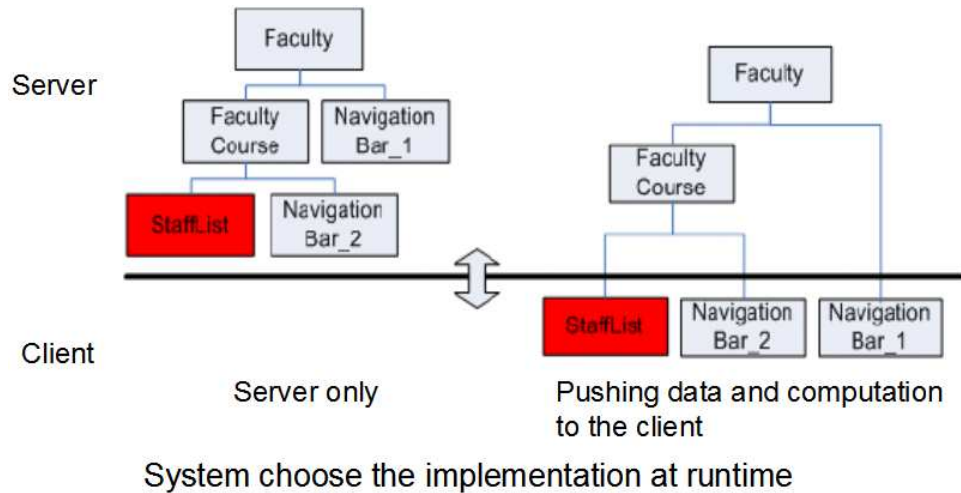 Server
Faculty
Faculty
Course
Navigation
Bar_1
StaffList
Navigation
Bar_2
Faculty
Faculty
Course
Client
StaffList
Navigation
Bar_2
Navigation
Bar_1
Server only
Pushing data and computation
to the client
System choose the implementation at runtime